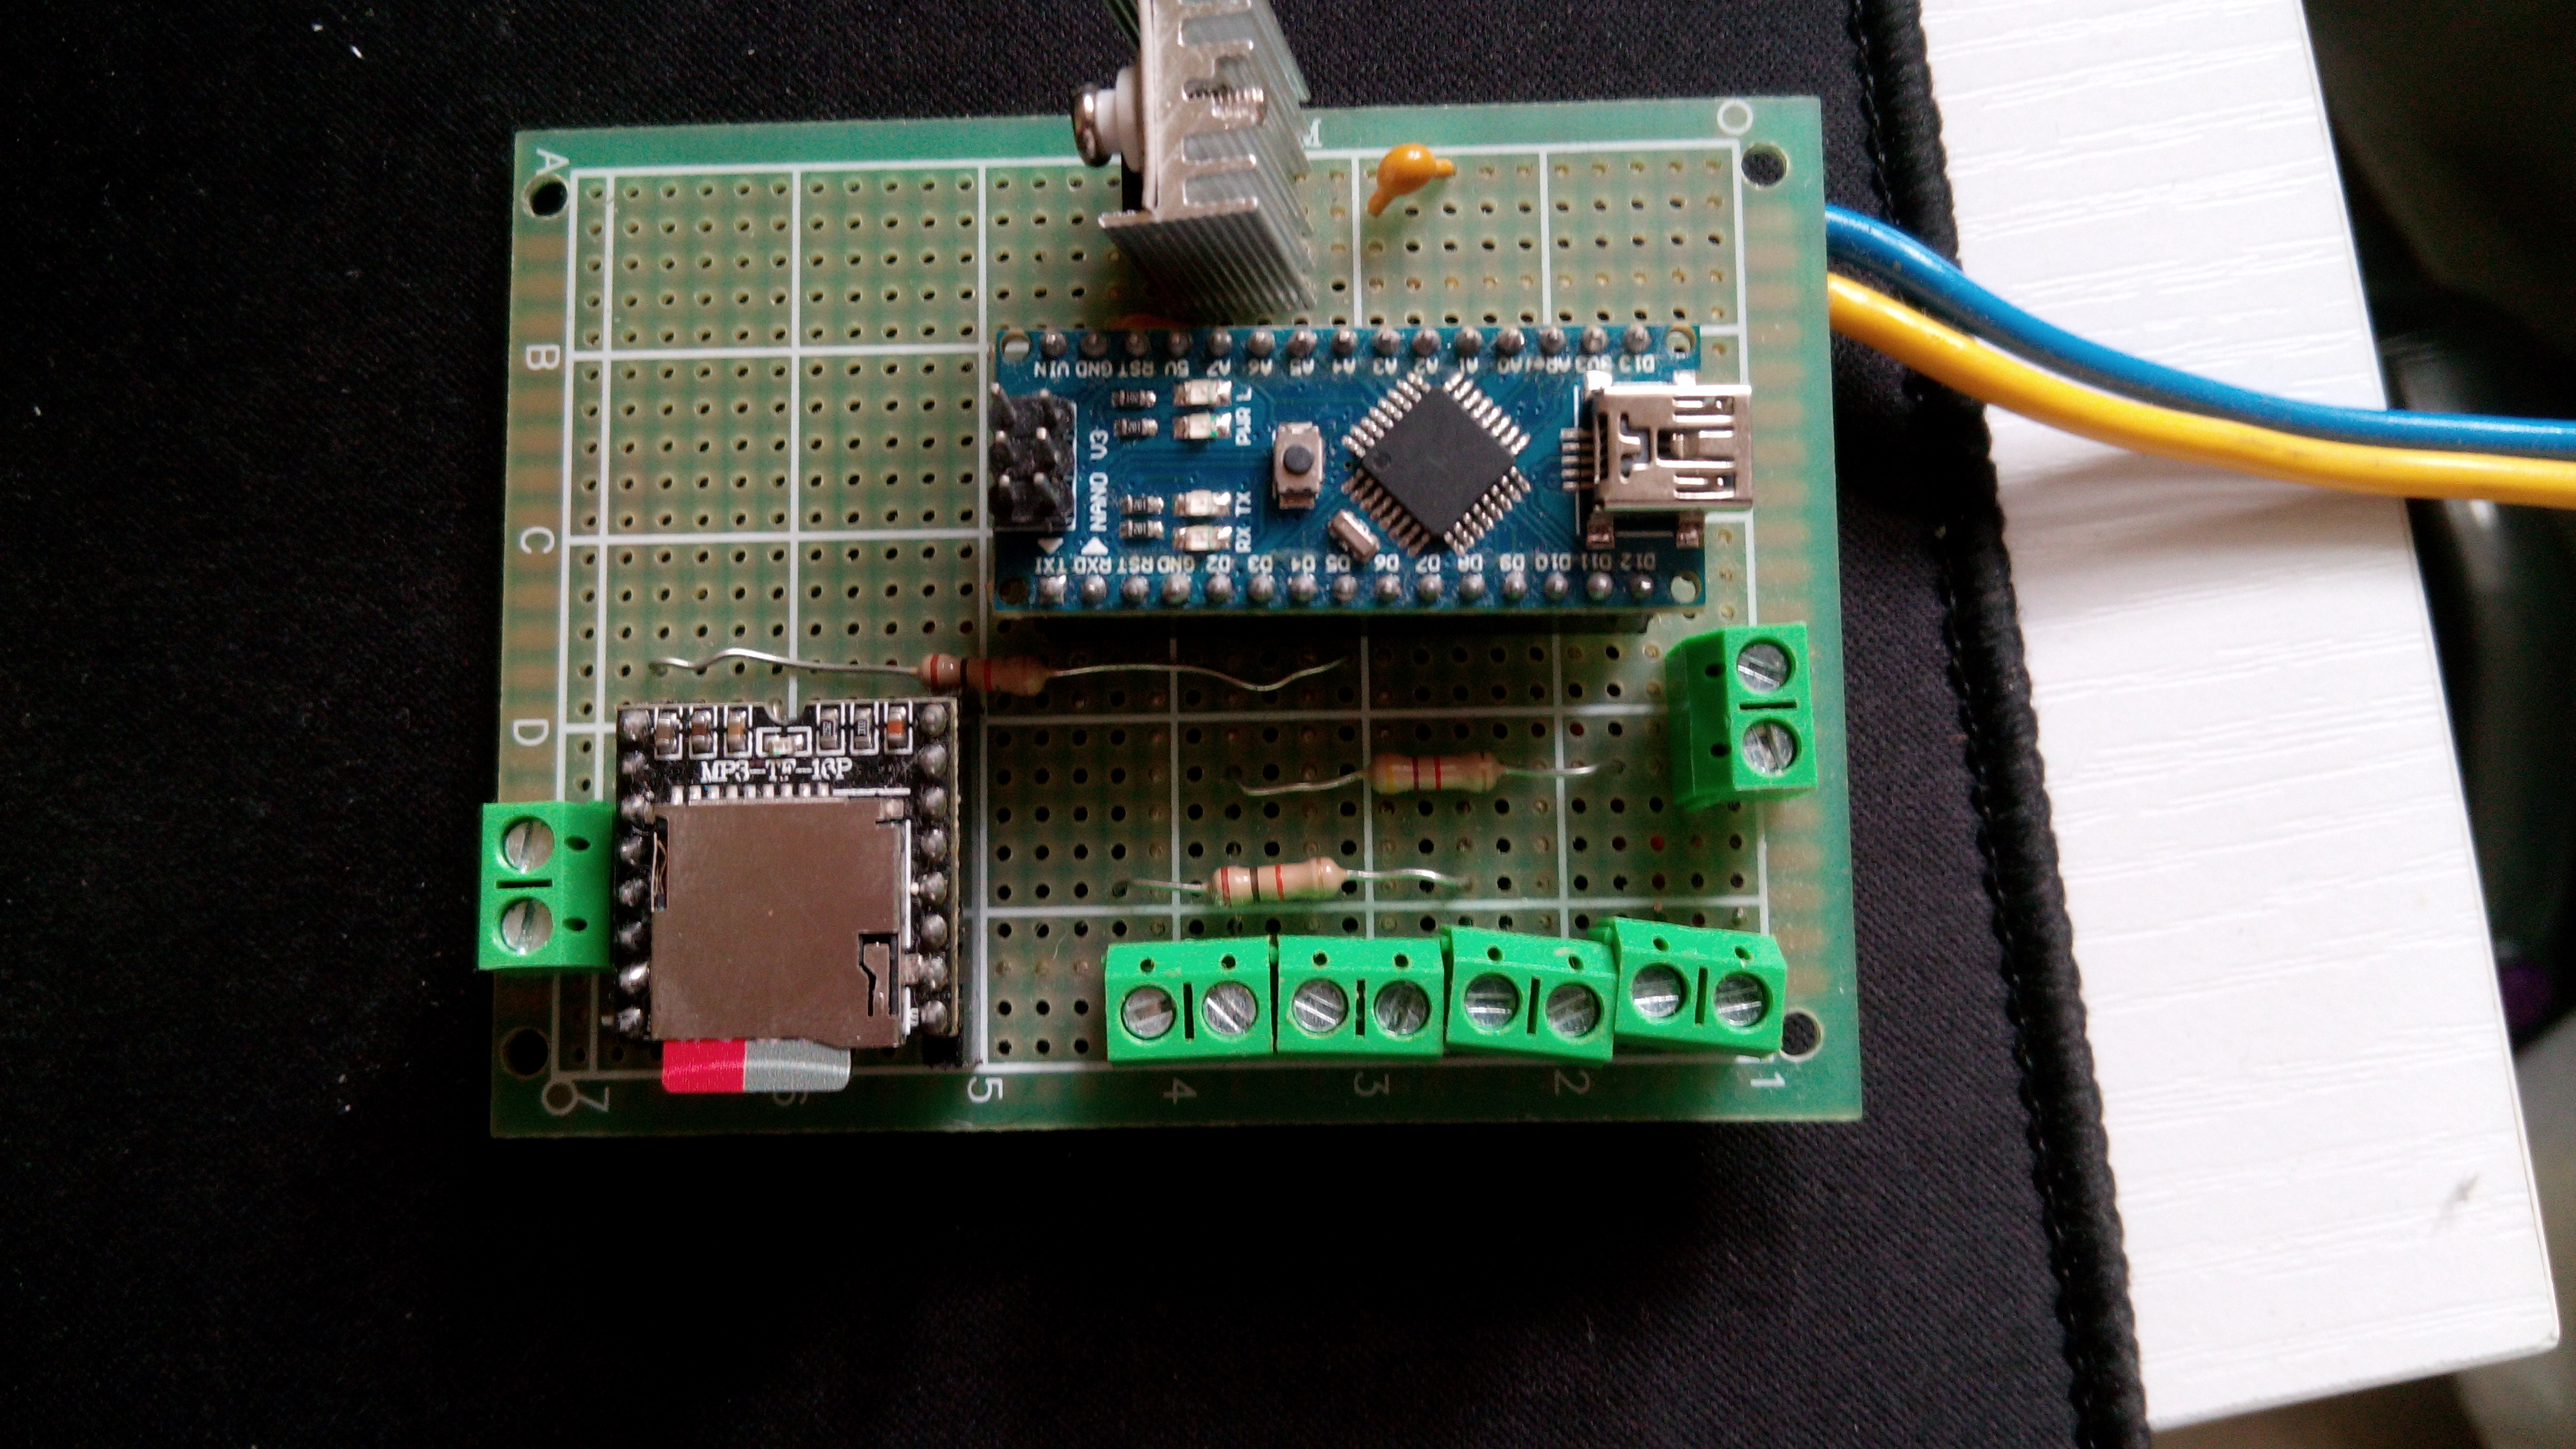 M
A
B
C
D
VIN GND RST 5V A7 A6 A5 A4 A3 A2 A1 A0 ARef 3V3 D13
L
PWR
NANO V3
TX
RX
TX1 RXD RST GND D2 D3 D4 D5 D6 D7 D8 D9 D10 D11 D12
MP3-TF-16P
7 6 5 4 3 2 1